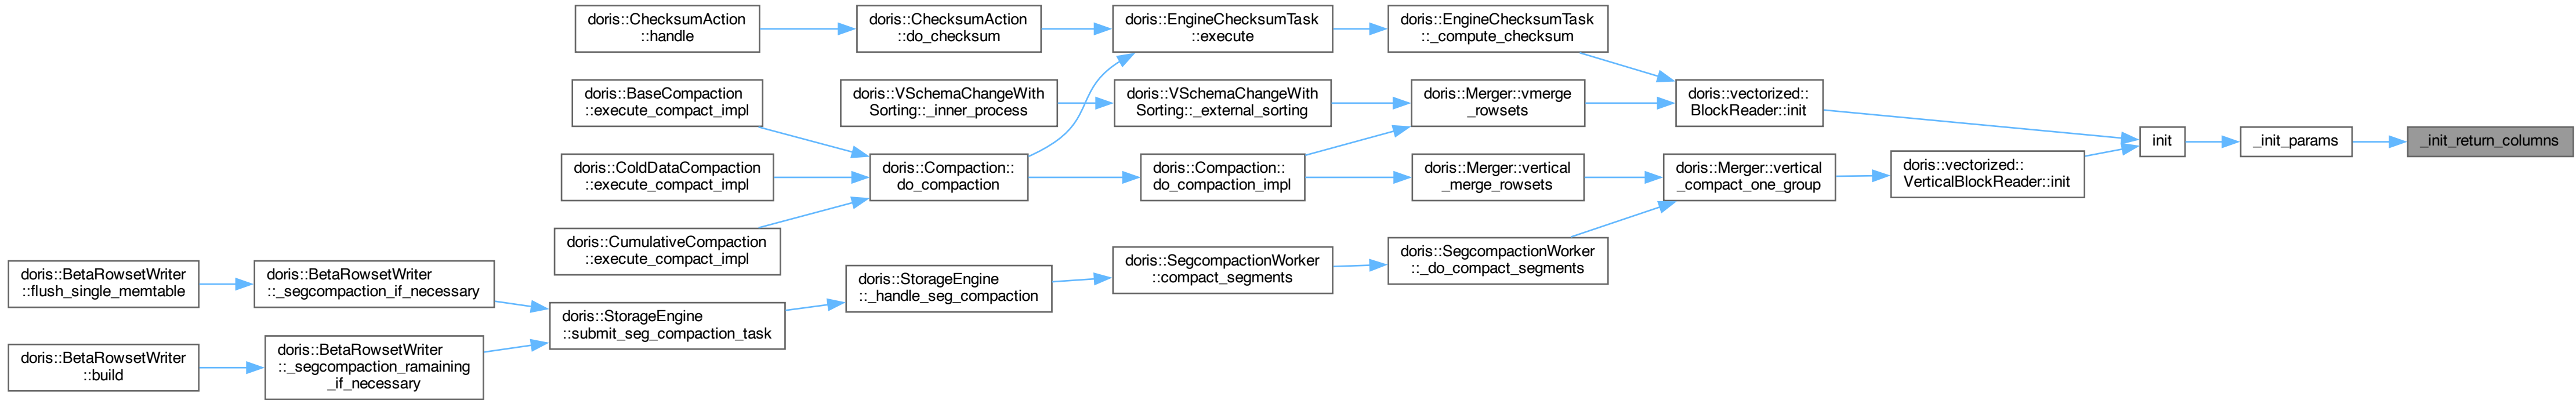 doris::ChecksumAction
::handle
doris::ChecksumAction
::do_checksum
doris::EngineChecksumTask
::execute
doris::EngineChecksumTask
::_compute_checksum
doris::BaseCompaction
::execute_compact_impl
doris::VSchemaChangeWith
Sorting::_inner_process
doris::VSchemaChangeWith
Sorting::_external_sorting
doris::Merger::vmerge
_rowsets
doris::vectorized::
BlockReader::init
init
_init_params
_init_return_columns
doris::ColdDataCompaction
::execute_compact_impl
doris::Compaction::
do_compaction
doris::Compaction::
do_compaction_impl
doris::Merger::vertical
_merge_rowsets
doris::Merger::vertical
_compact_one_group
doris::vectorized::
VerticalBlockReader::init
doris::CumulativeCompaction
::execute_compact_impl
doris::BetaRowsetWriter
::flush_single_memtable
doris::BetaRowsetWriter
::_segcompaction_if_necessary
doris::StorageEngine
::submit_seg_compaction_task
doris::StorageEngine
::_handle_seg_compaction
doris::SegcompactionWorker
::compact_segments
doris::SegcompactionWorker
::_do_compact_segments
doris::BetaRowsetWriter
::build
doris::BetaRowsetWriter
::_segcompaction_ramaining
_if_necessary